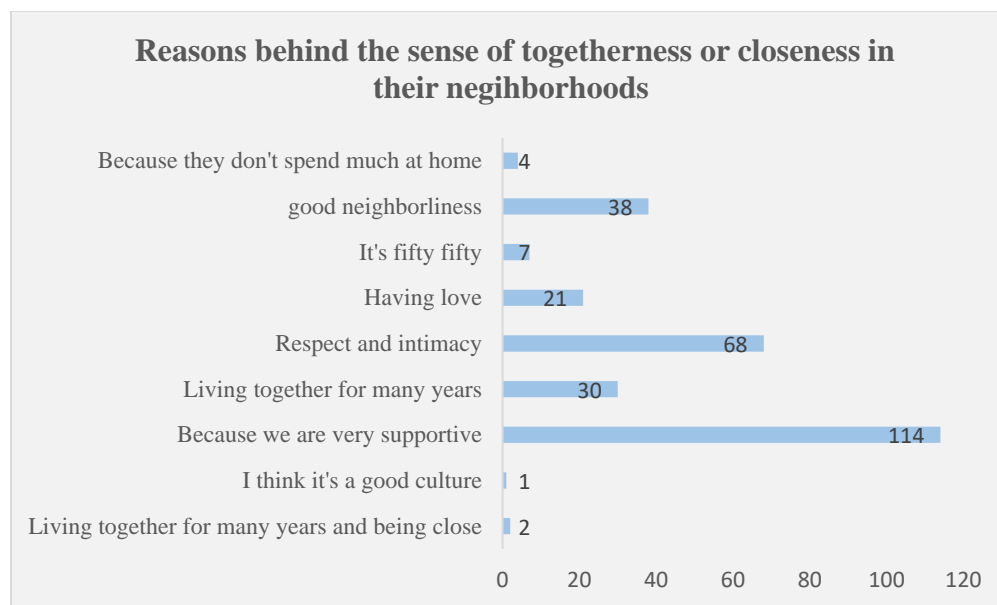 Reasons behind the sense of togetherness or closeness in
their negihborhoods
Because they don't spend much at home 4
good neighborliness 38
It's fifty fifty 7
Having love 21
Respect and intimacy 68
Living together for many years 30
Because we are very supportive 114
I think it's a good culture 1
Living together for many years and being close 2
0 20 40 60 80 100 120